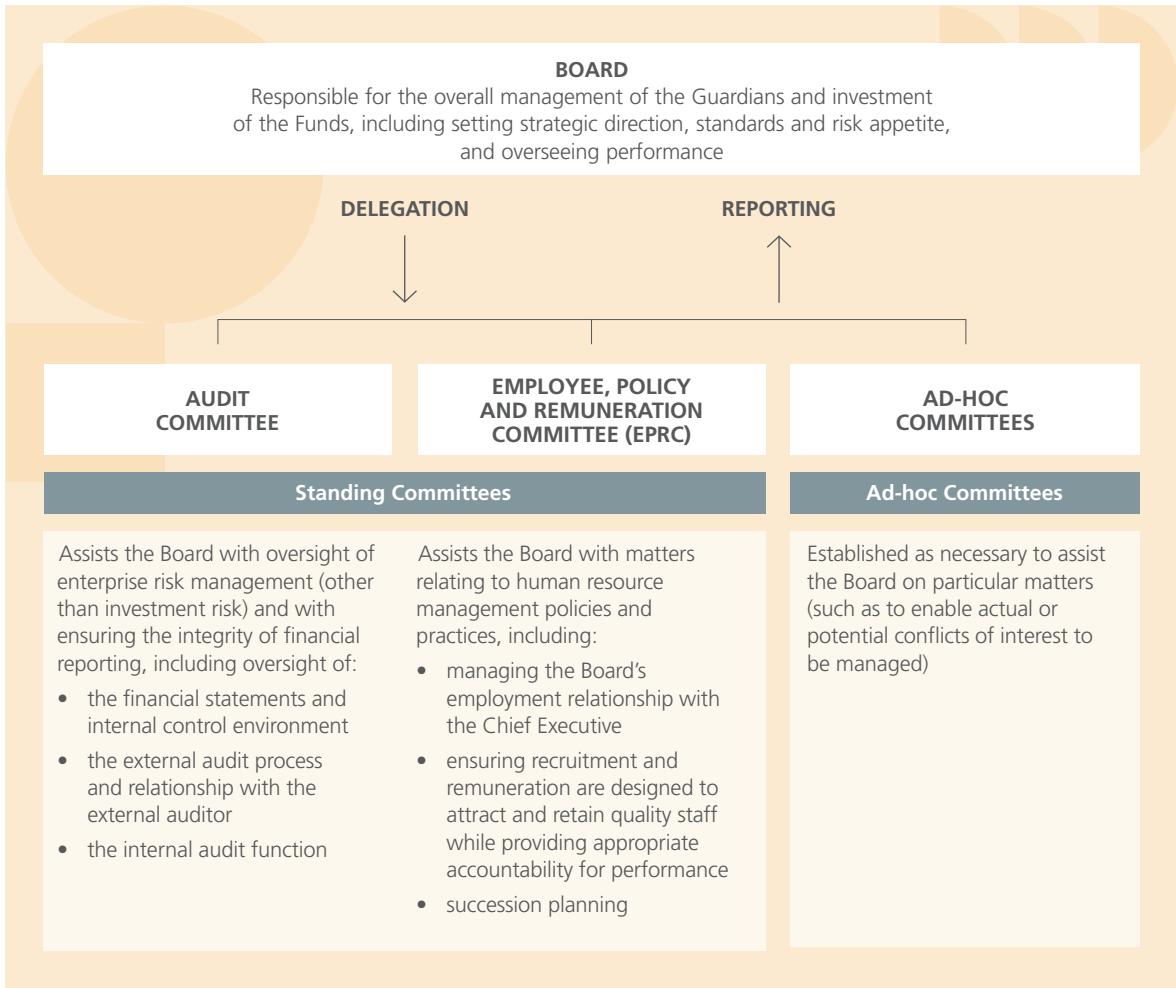 BOARD
Responsible for the overall management of the Guardians and investment
of the Funds, including setting strategic direction, standards and risk appetite,
and overseeing performance
DELEGATION
REPORTING
AUDIT
COMMITTEE
EMPLOYEE, POLICY
AND REMUNERATION
COMMITTEE (EPRC)
AD-HOC
COMMITTEES
Standing Committees
Ad-hoc Committees
Assists the Board with oversight of
enterprise risk management (other
than investment risk) and with
ensuring the integrity of financial
reporting, including oversight of:
• the financial statements and
internal control environment
• the external audit process
and relationship with the
external auditor
• the internal audit function
Assists the Board with matters
relating to human resource
management policies and
practices, including:
• managing the Board's
employment relationship with
the Chief Executive
• ensuring recruitment and
remuneration are designed to
attract and retain quality staff
while providing appropriate
accountability for performance
• succession planning
Established as necessary to assist
the Board on particular matters
(such as to enable actual or
potential conflicts of interest to
be managed)